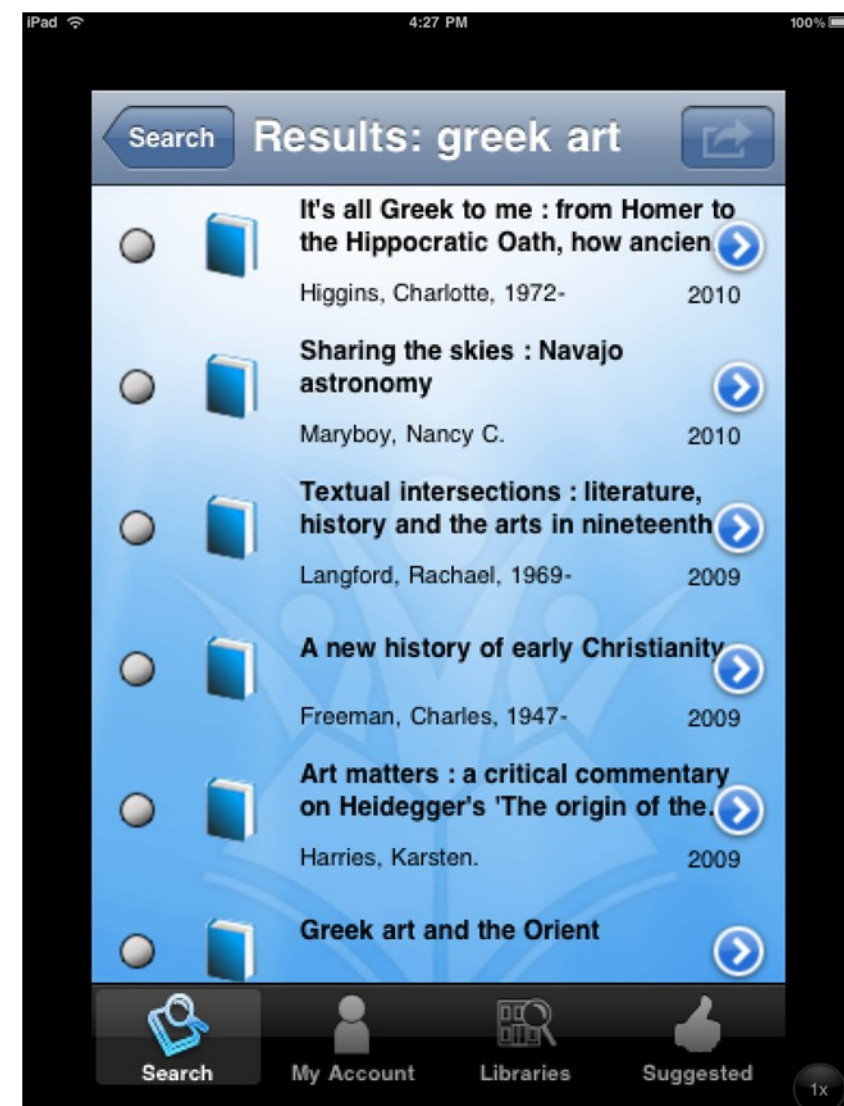 iPad 4:27 PM 100%
Search Results: greek art
It's all Greek to me : from Homer to
the Hippocratic Oath, how ancien.
Higgins, Charlotte, 1972- 2010
Sharing the skies : Navajo
astronomy
Maryboy, Nancy C. 2010
Textual intersections : literature,
history and the arts in nineteenth
Langford, Rachael, 1969- 2009
A new history of early Christianity
Freeman, Charles, 1947- 2009
Art matters : a critical commentary
on Heidegger's 'The origin of the.
Harries, Karsten. 2009
Greek art and the Orient
Search My Account Libraries Suggested
1x